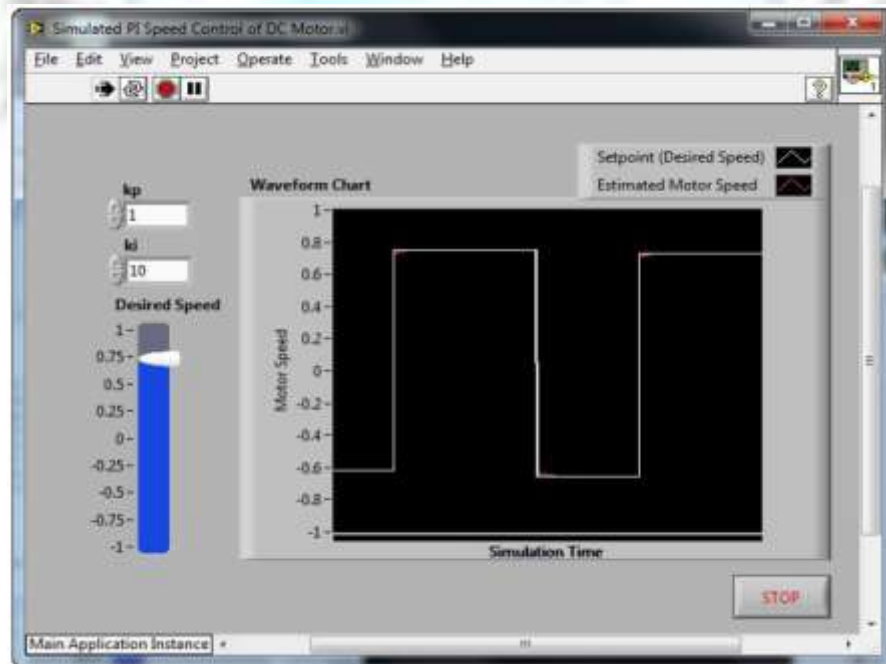 Simulated PI Speed Control of DC Motor.vi
File Edit View Project Operate Tools Window Help
1
Setpoint (Desired Speed)
Estimated Motor Speed
kp
1
ki
10
Desired Speed
1
0.75
0.5
0.25
0
-0.25
-0.5
-0.75
-1
Waveform Chart
Motor Speed
1
0.8
0.6
0.4
0.2
0
-0.2
-0.4
-0.6
-0.8
-1
Simulation Time
STOP
Main Application Instance